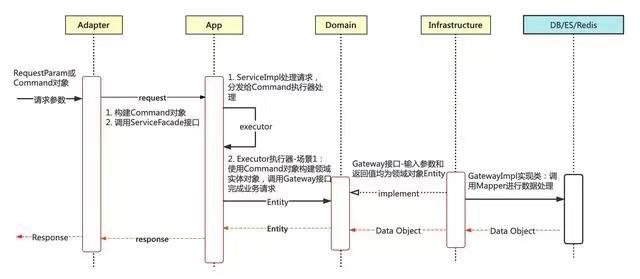 Adapter
App
Domain
Infrastructure
DB/ES/Redis
RequestParam或
Command对象
请求参数
request
1. 构建Command对象
2. 调用ServiceFacade接口
1. ServiceImpl处理请求，
分发给Command执行器
处理
executor
2. Executor执行器-场景1：
使用Command对象构建领域
实体对象，调用Gateway接口
完成业务请求
Entity
Gateway接口-输入参数和
返回值均为领域对象Entity
implement
GatewayImpl实现类：调
用Mapper进行数据处理
Response
response
Entity
Data Object
Data Object